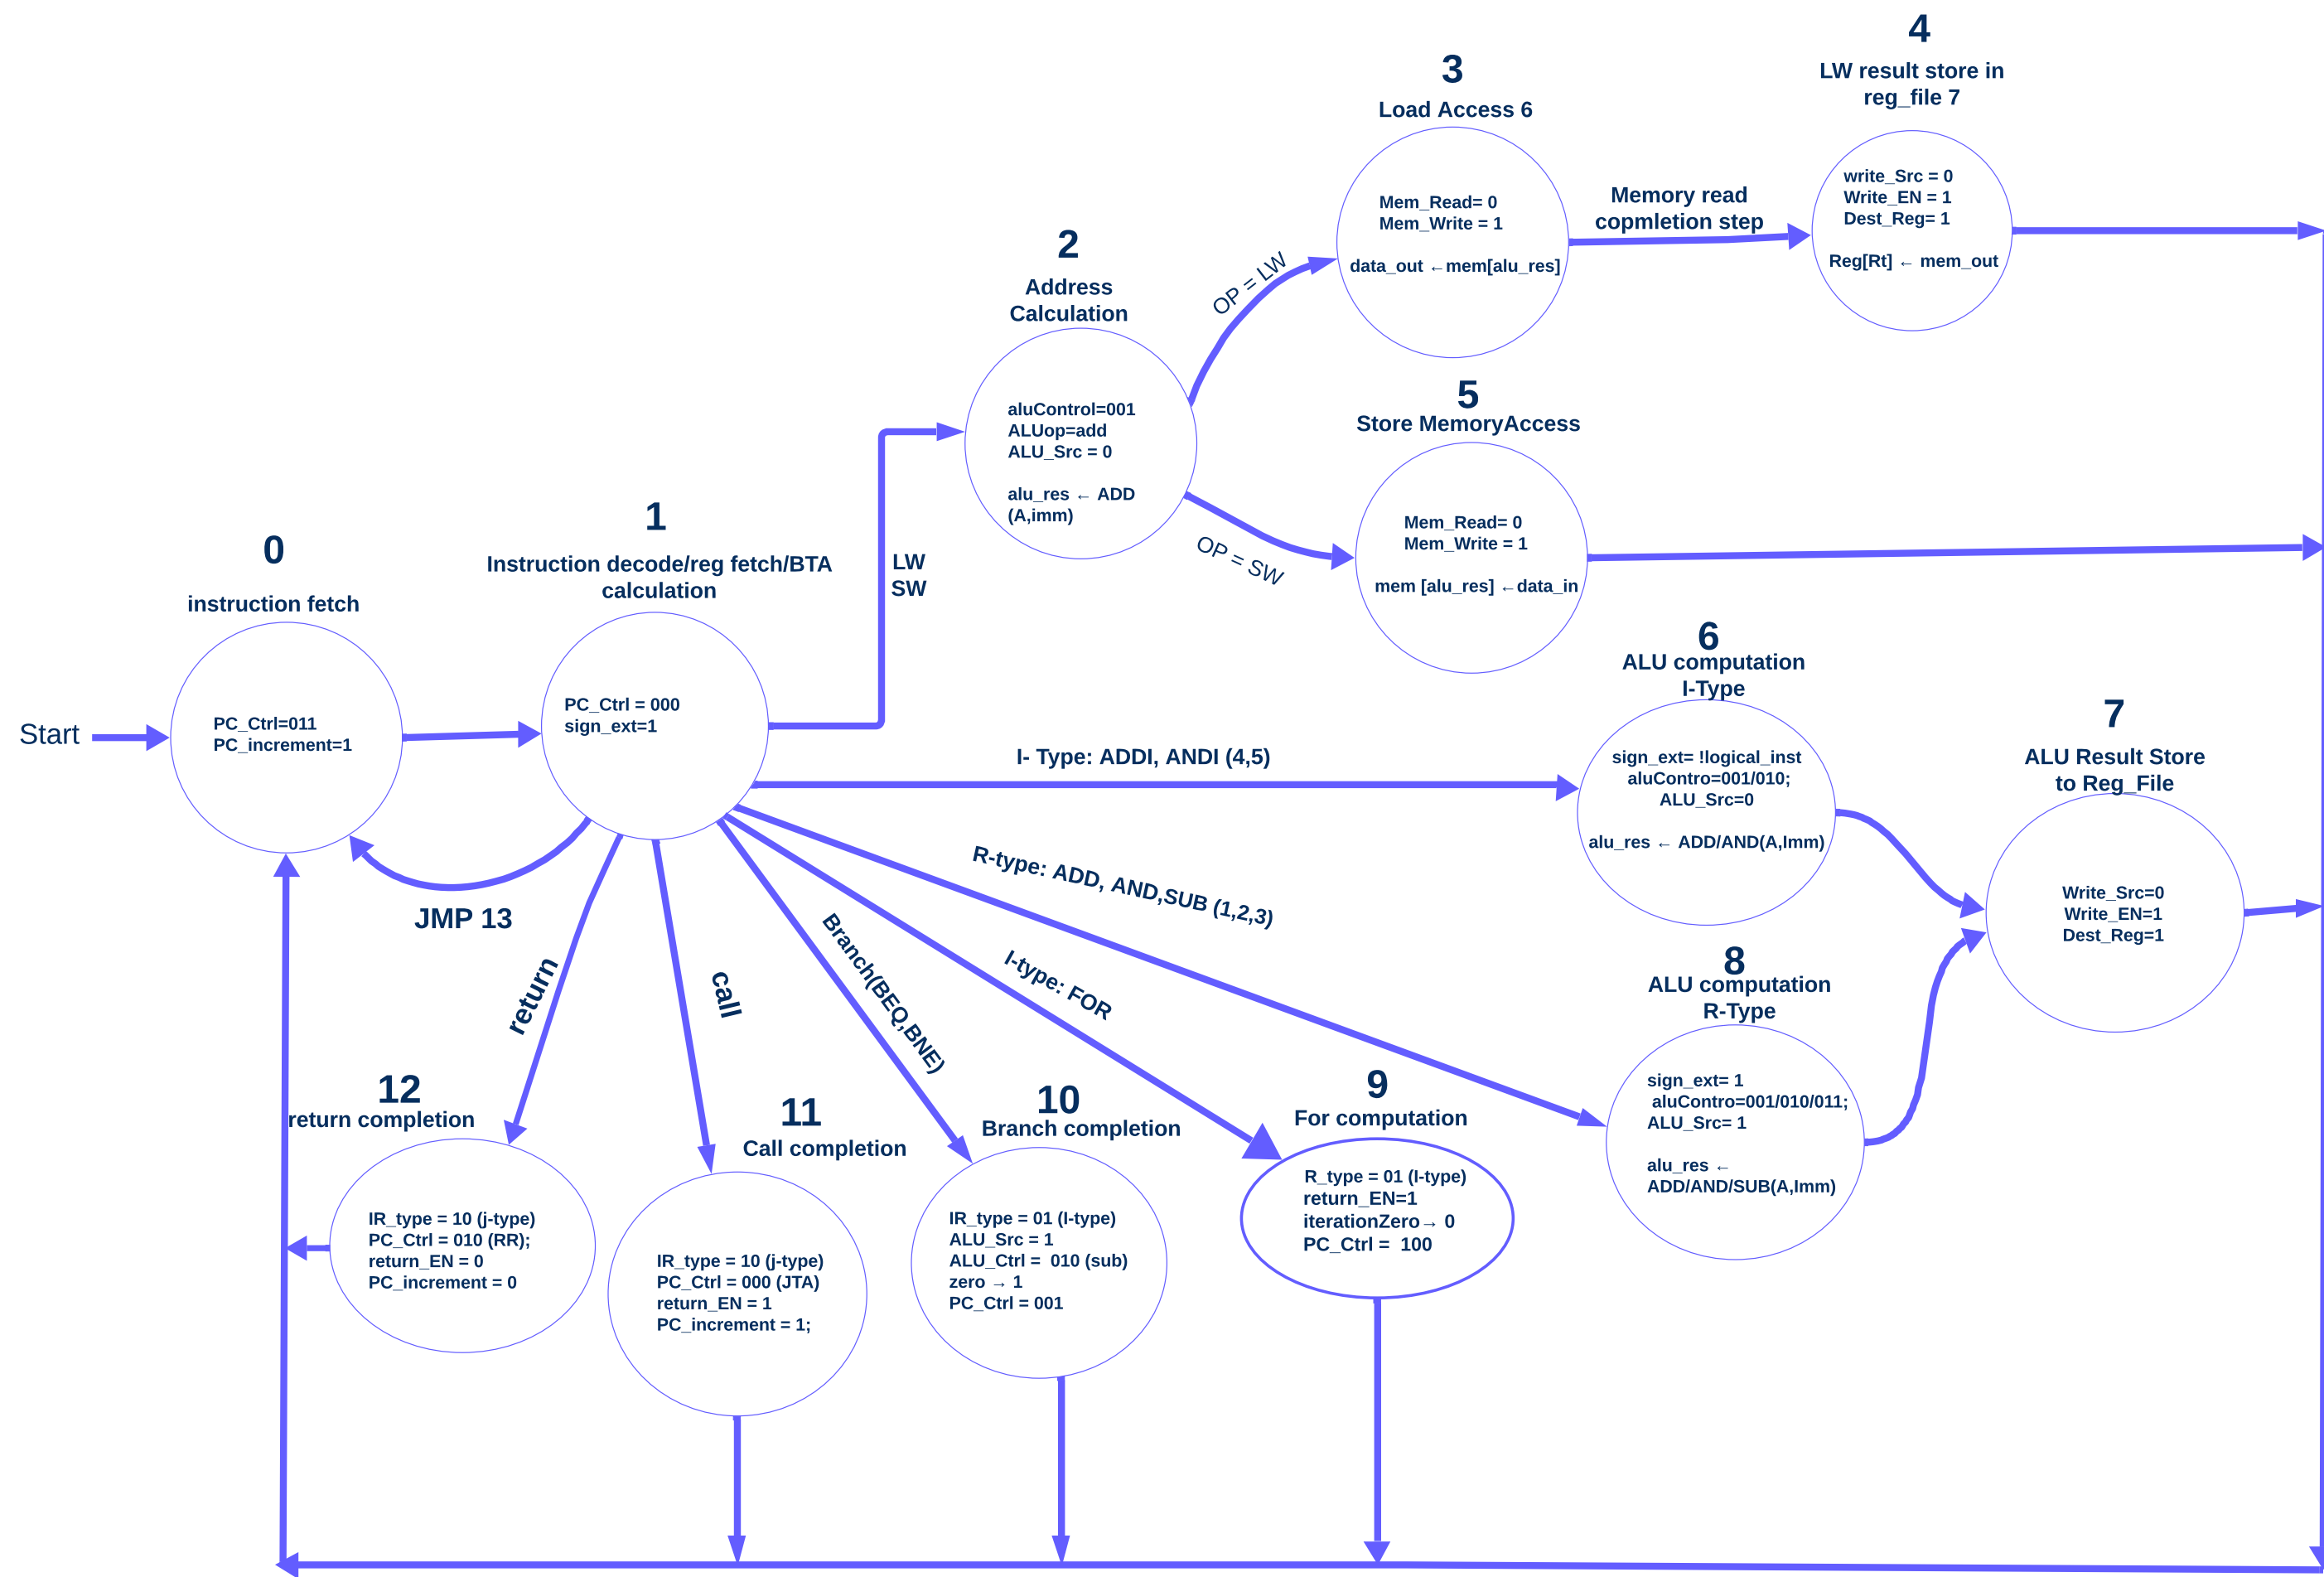 4
LW result store in
reg_file 7
write_Src = 0
Write_EN = 1
Dest_Reg= 1
Reg[Rt] ← mem_out
3
Load Access 6
Mem_Read= 0
Mem_Write = 1
data_out ←mem[alu_res]
Memory read
copmletion step
2
Address
Calculation
aluControl=001
ALUop=add
ALU_Src = 0
alu_res ← ADD
(A,imm)
OP = LW
OP = SW
5
Store MemoryAccess
Mem_Read= 0
Mem_Write = 1
mem [alu_res] ←data_in
0
instruction fetch
Start
PC_Ctrl=011
PC_increment=1
1
Instruction decode/reg fetch/BTA
calculation
PC_Ctrl = 000
sign_ext=1
LW
SW
6
ALU computation
I-Type
sign_ext= !logical_inst
aluContro=001/010;
ALU_Src=0
alu_res ← ADD/AND(A,Imm)
7
ALU Result Store
to Reg_File
Write_Src=0
Write_EN=1
Dest_Reg=1
I- Type: ADDI, ANDI (4,5)
R-type: ADD, AND,SUB (1,2,3)
I-type: FOR
Branch(BEQ,BNE)
call
return
JMP 13
8
ALU computation
R-Type
sign_ext= 1
aluContro=001/010/011;
ALU_Src= 1
alu_res ←
ADD/AND/SUB(A,Imm)
12
return completion
IR_type = 10 (j-type)
PC_Ctrl = 010 (RR);
return_EN = 0
PC_increment = 0
11
Call completion
IR_type = 10 (j-type)
PC_Ctrl = 000 (JTA)
return_EN = 1
PC_increment = 1;
10
Branch completion
IR_type = 01 (I-type)
ALU_Src = 1
ALU_Ctrl =  010 (sub)
zero → 1
PC_Ctrl = 001
9
For computation
R_type = 01 (I-type)
return_EN=1
iterationZero→ 0
PC_Ctrl =  100